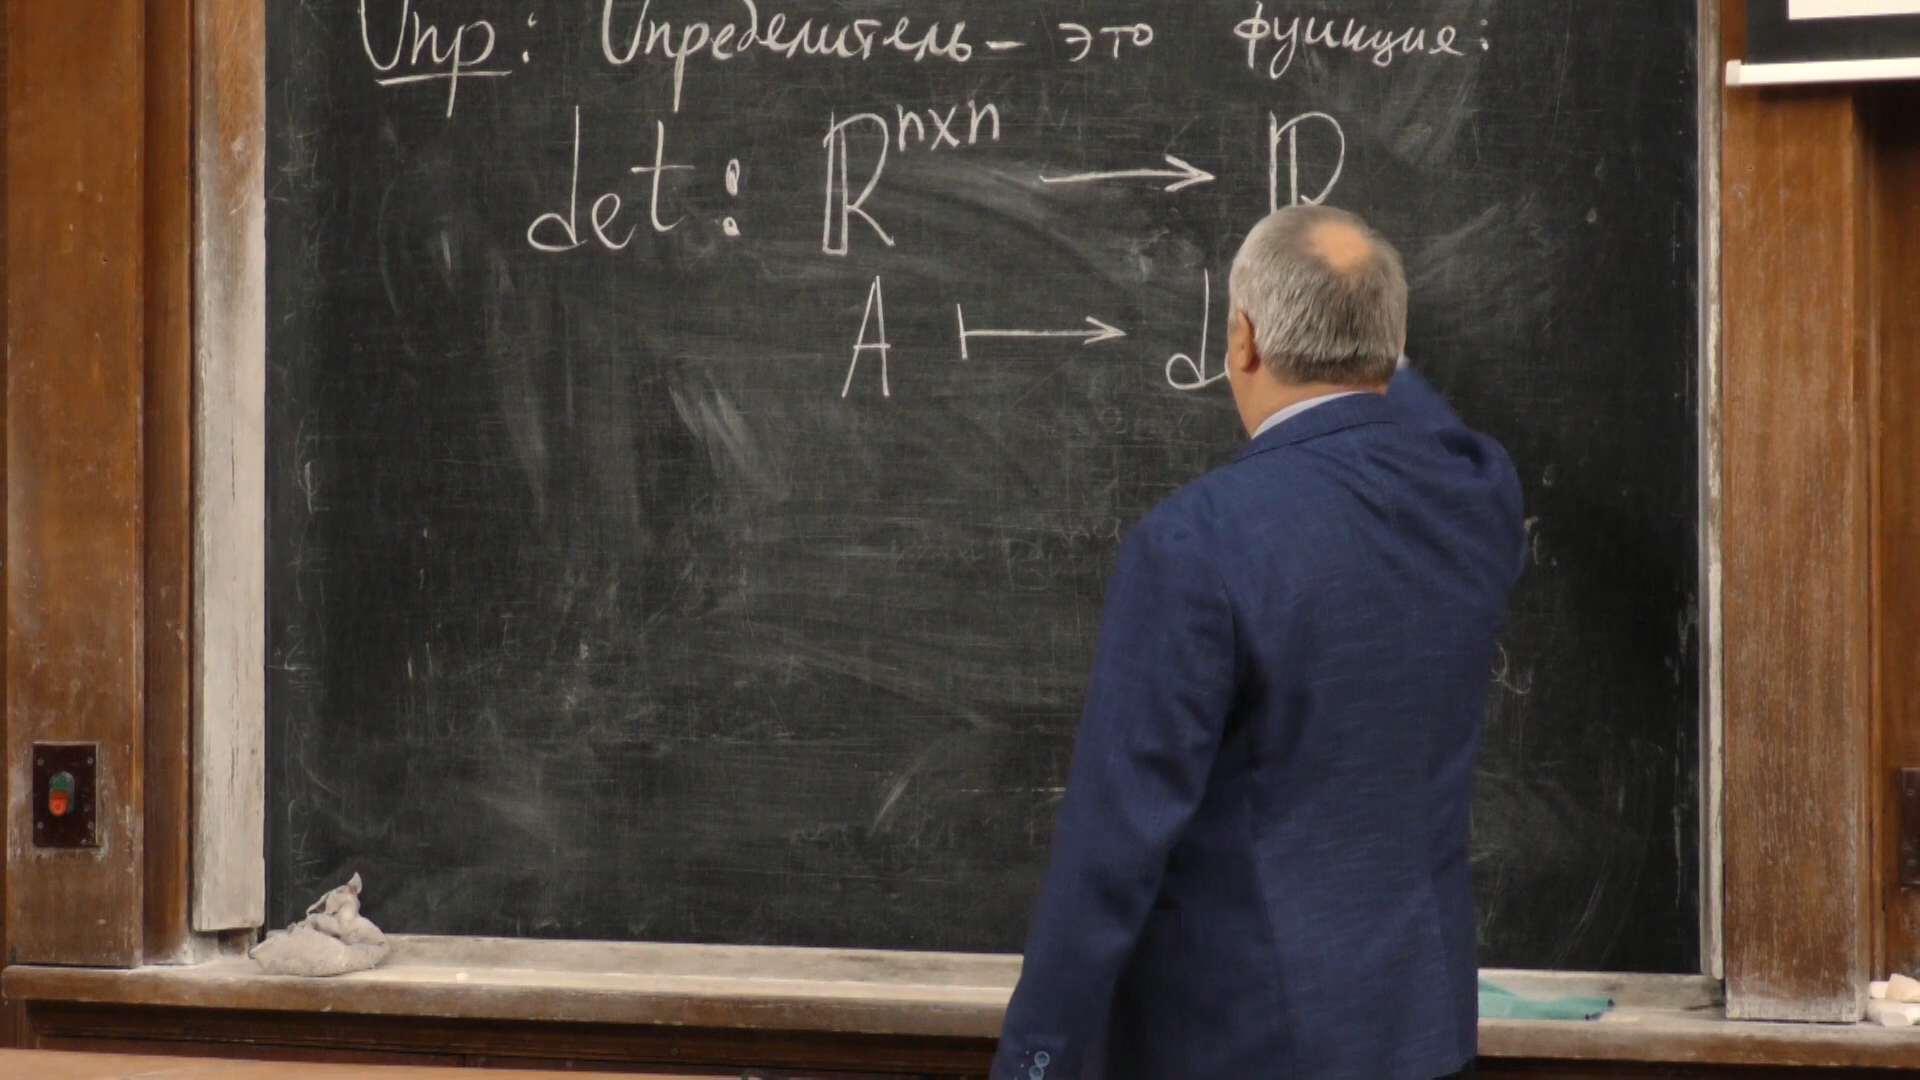 Опр: Определитель – это функция:
det : ℝⁿˣⁿ ⟶ ℝ
A ⟼ d